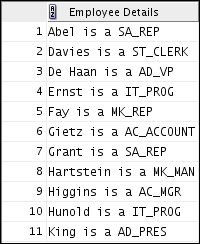 Employee Details
1 Abel is a SA_REP
2 Davies is a ST_CLERK
3 De Haan is a AD_VP
4 Ernst is a IT_PROG
5 Fay is a MK_REP
6 Gietz is a AC_ACCOUNT
7 Grant is a SA_REP
8 Hartstein is a MK_MAN
9 Higgins is a AC_MGR
10 Hunold is a IT_PROG
11 King is a AD_PRES